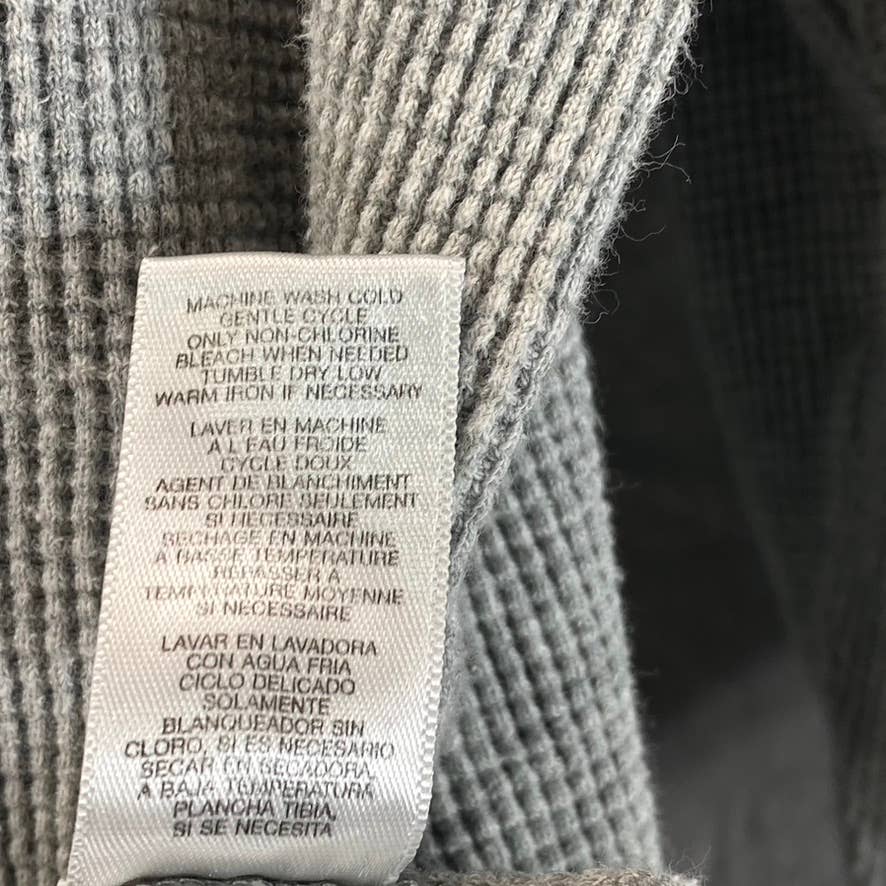 MACHINE WASH COLD
GENTLE CYCLE
ONLY NON-CHLORINE
BLEACH WHEN NEEDED
TUMBLE DRY LOW
WARM IRON IF NECESSARY
LAVER EN MACHINE
A L'EAU FROIDE
CYCLE DOUX
AGENT DE BLANCHIMENT
SANS CHLORE SEULEMENT
SI NECESSAIRE
SECHAGE EN MACHINE
A BASSE TEMPERATURE
REPASSER A
TEMPERATURE MOYENNE
SI NECESSAIRE
LAVAR EN LAVADORA
CON AGUA FRIA
CICLO DELICADO
SOLAMENTE
BLANQUEADOR SIN
CLORO, SI ES NECESARIO
SECAR EN SECADORA
A BAJA TEMPERATURA
PLANCHA TIBIA,
SI SE NECESITA